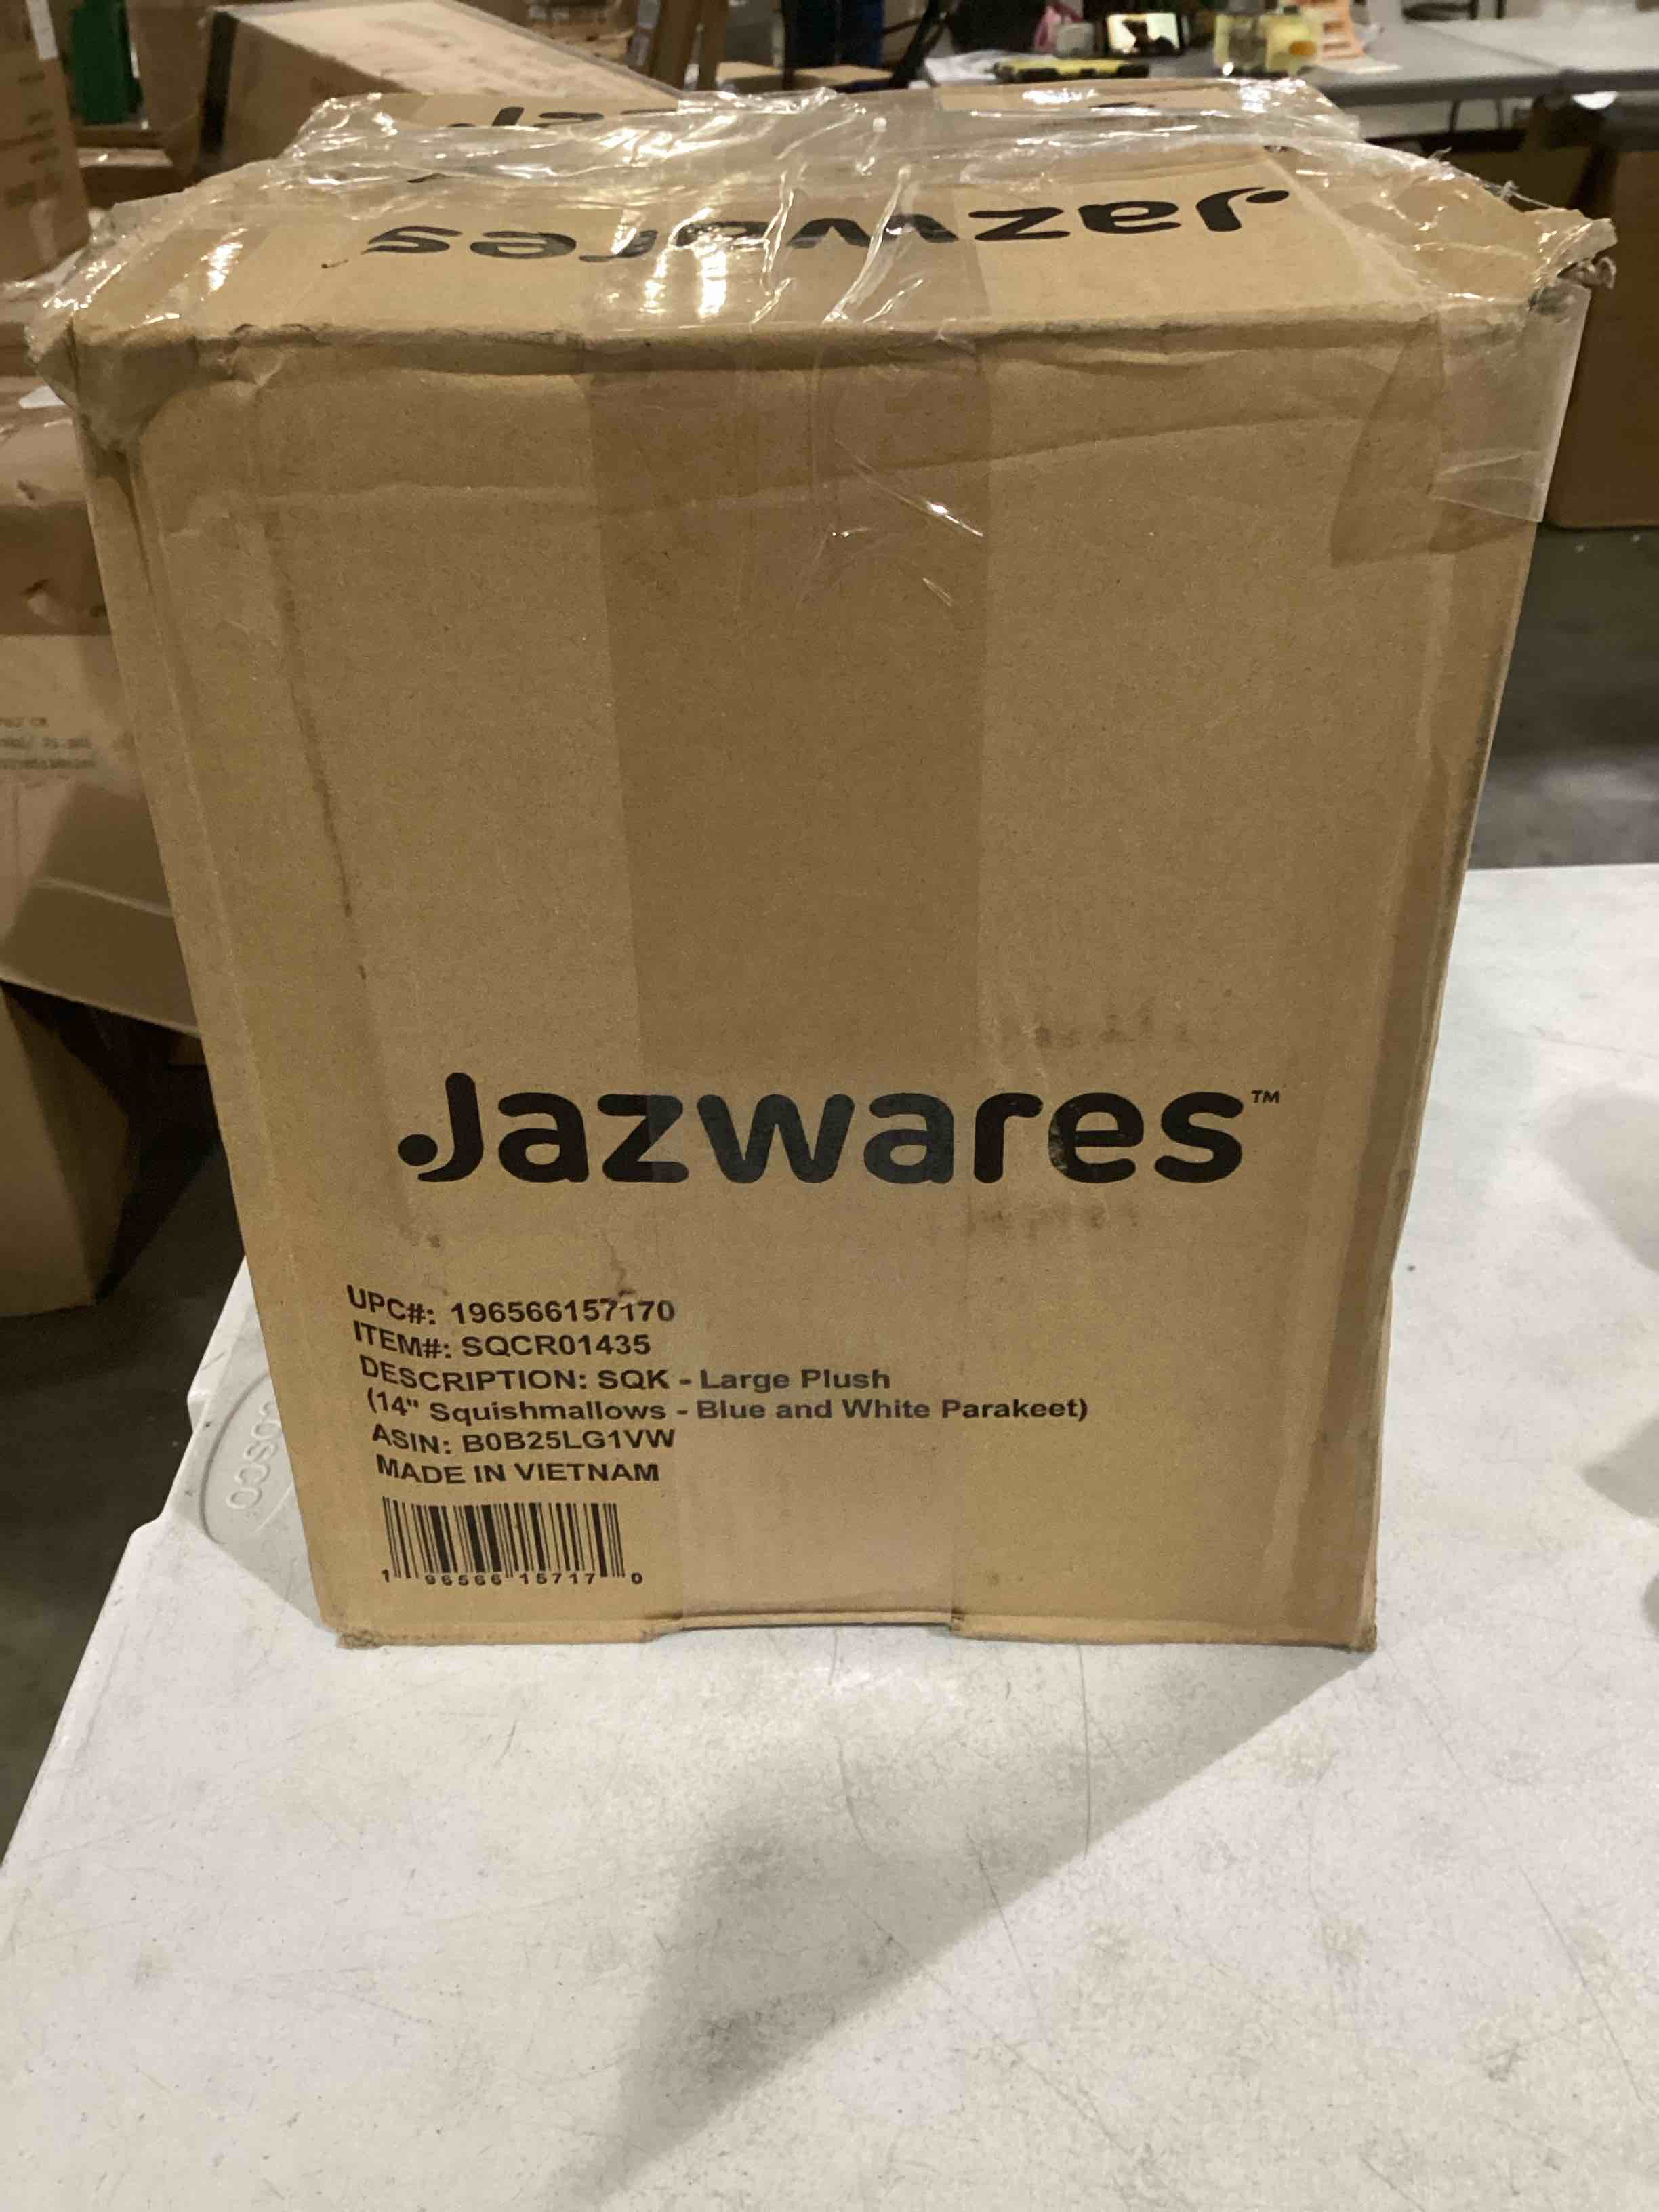 Jazwares
Jazwares™
UPC#: 196566157170
ITEM#: SQCR01435
DESCRIPTION: SQK - Large Plush
(14" Squishmallows - Blue and White Parakeet)
ASIN: B0B25LG1VW
MADE IN VIETNAM
1 96566 15717 0
COSCO